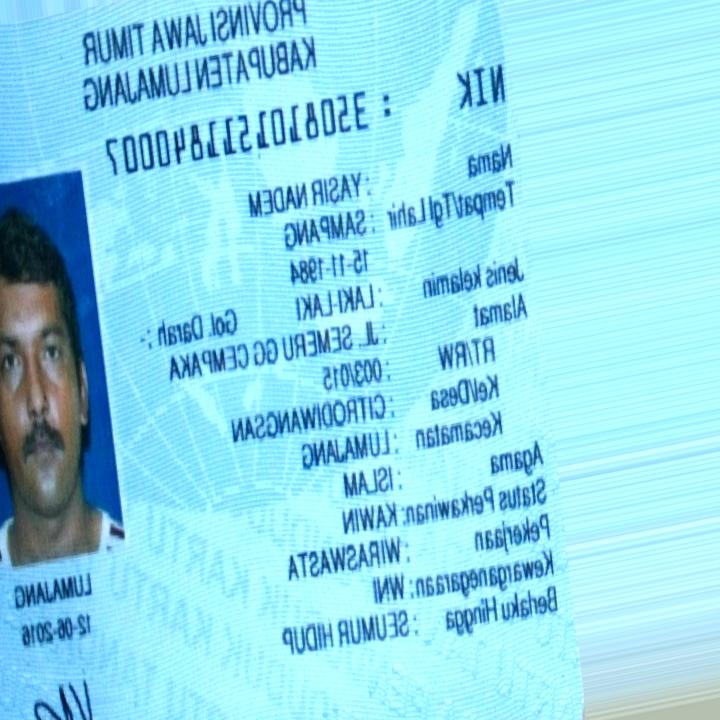 PROVINSI JAWA TIMUR
KABUPATEN LUMAJANG
NIK : 3508101511840007
Nama : YASIR NADEM
Tempat/Tgl Lahir : SAMPANG
15-11-1984
Jenis kelamin : LAKI-LAKI Gol. Darah : -
Alamat : JL. SEMERU GG CEMPAKA
RT/RW : 003/015
Kel/Desa : CITRODIWANGSAN
Kecamatan : LUMAJANG
Agama : ISLAM
Status Perkawinan: KAWIN
Pekerjaan : WIRASWASTA
Kewarganegaraan: WNI
Berlaku Hingga : SEUMUR HIDUP
LUMAJANG
12-06-2016